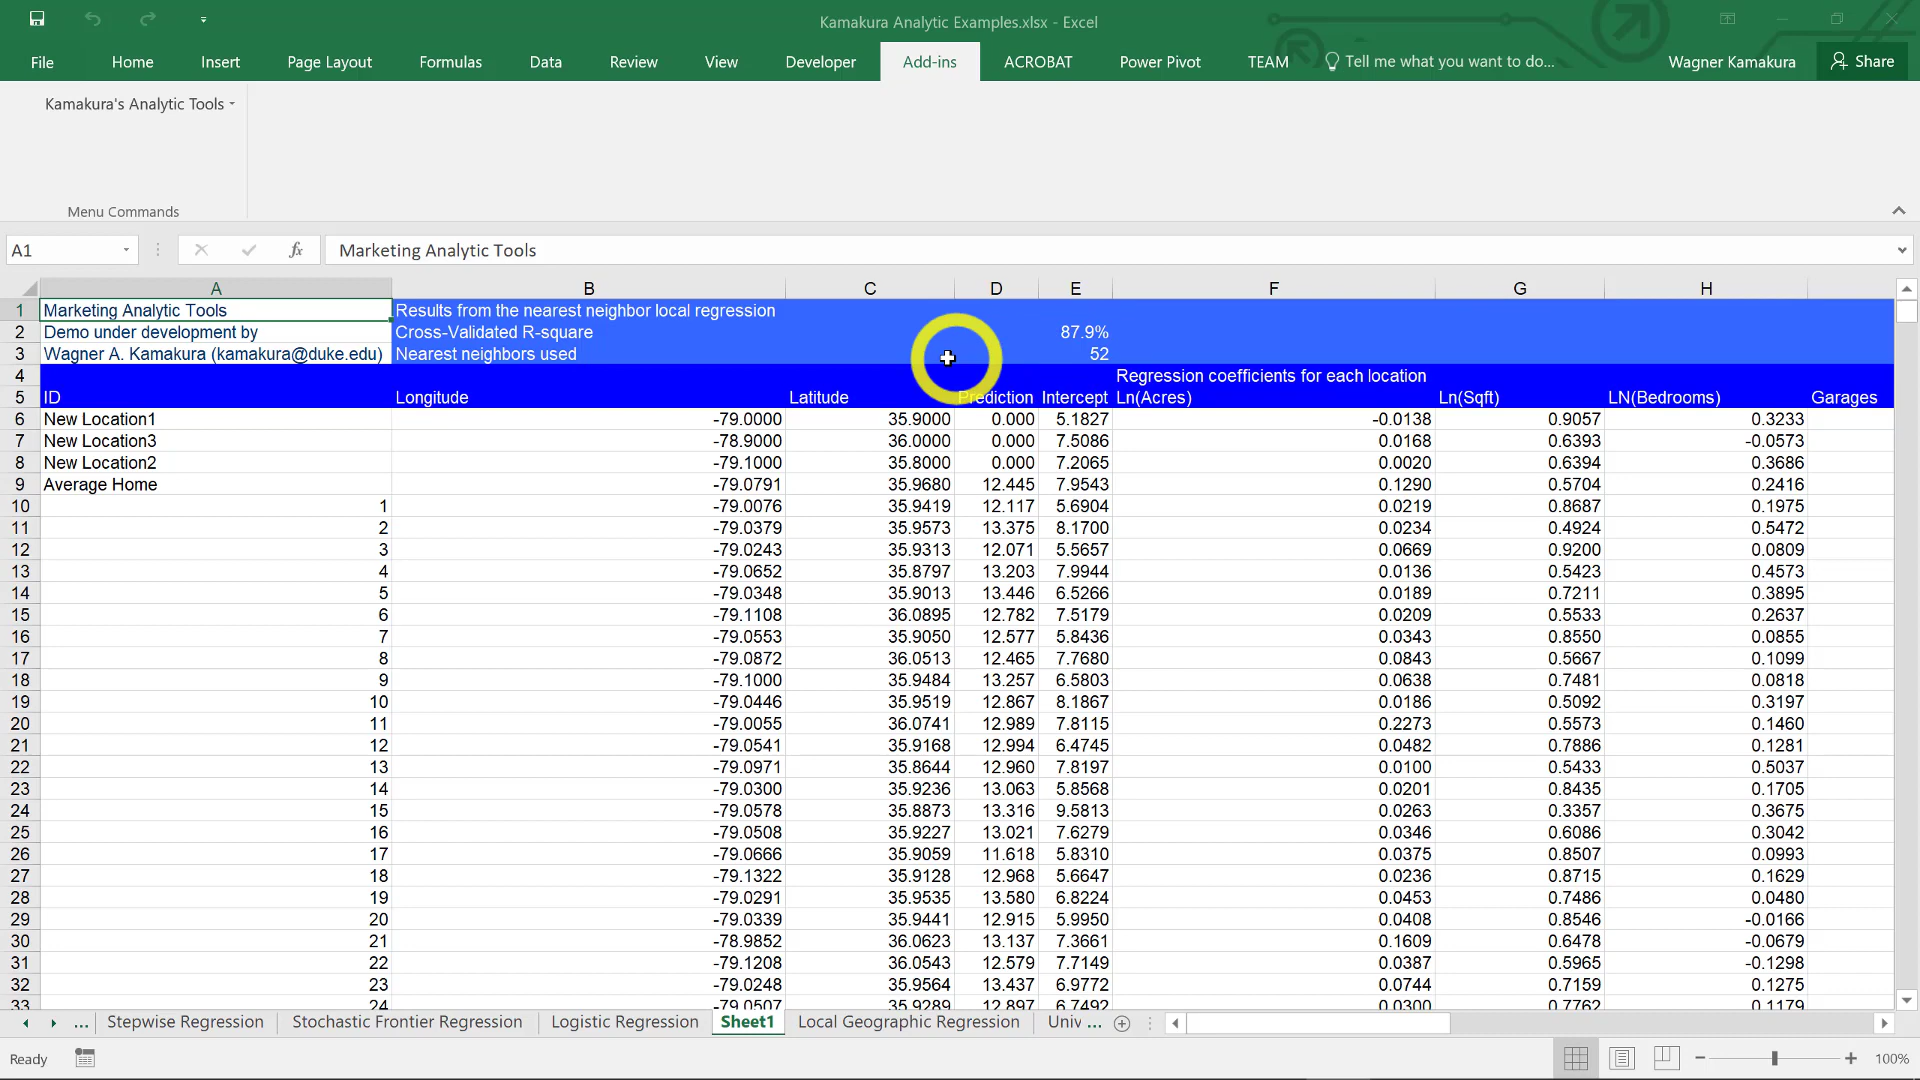 Kamakura Analytic Examples.xlsx - Excel
File Home Insert Page Layout Formulas Data Review View Developer Add-ins ACROBAT Power Pivot TEAM Tell me what you want to do... Wagner Kamakura Share
Kamakura's Analytic Tools
Menu Commands
A1 fx Marketing Analytic Tools
A B C D E F G H
1 Marketing Analytic Tools Results from the nearest neighbor local regression
2 Demo under development by Cross-Validated R-square 87.9%
3 Wagner A. Kamakura (kamakura@duke.edu) Nearest neighbors used 52
4 Regression coefficients for each location
5 ID Longitude Latitude Prediction Intercept Ln(Acres) Ln(Sqft) LN(Bedrooms) Garages
6 New Location1 -79.0000 35.9000 0.000 5.1827 -0.0138 0.9057 0.3233
7 New Location3 -78.9000 36.0000 0.000 7.5086 0.0168 0.6393 -0.0573
8 New Location2 -79.1000 35.8000 0.000 7.2065 0.0020 0.6394 0.3686
9 Average Home -79.0791 35.9680 12.445 7.9543 0.1290 0.5704 0.2416
10 1 -79.0076 35.9419 12.117 5.6904 0.0219 0.8687 0.1975
11 2 -79.0379 35.9573 13.375 8.1700 0.0234 0.4924 0.5472
12 3 -79.0243 35.9313 12.071 5.5657 0.0669 0.9200 0.0809
13 4 -79.0652 35.8797 13.203 7.9944 0.0136 0.5423 0.4573
14 5 -79.0348 35.9013 13.446 6.5266 0.0189 0.7211 0.3895
15 6 -79.1108 36.0895 12.782 7.5179 0.0209 0.5533 0.2637
16 7 -79.0553 35.9050 12.577 5.8436 0.0343 0.8550 0.0855
17 8 -79.0872 36.0513 12.465 7.7680 0.0843 0.5667 0.1099
18 9 -79.1000 35.9484 13.257 6.5803 0.0638 0.7481 0.0818
19 10 -79.0446 35.9519 12.867 8.1867 0.0186 0.5092 0.3197
20 11 -79.0055 36.0741 12.989 7.8115 0.2273 0.5573 0.1460
21 12 -79.0541 35.9168 12.994 6.4745 0.0482 0.7886 0.1281
22 13 -79.0971 35.8644 12.960 7.8197 0.0100 0.5433 0.5037
23 14 -79.0300 35.9236 13.063 5.8568 0.0201 0.8435 0.1705
24 15 -79.0578 35.8873 13.316 9.5813 0.0263 0.3357 0.3675
25 16 -79.0508 35.9227 13.021 7.6279 0.0346 0.6086 0.3042
26 17 -79.0666 35.9059 11.618 5.8310 0.0375 0.8507 0.0993
27 18 -79.1322 35.9128 12.968 5.6647 0.0236 0.8715 0.1629
28 19 -79.0291 35.9535 13.580 6.8224 0.0453 0.7486 0.0480
29 20 -79.0339 35.9441 12.915 5.9950 0.0408 0.8546 -0.0166
30 21 -78.9852 36.0623 13.137 7.3661 0.1609 0.6478 -0.0679
31 22 -79.1208 36.0543 12.579 7.7149 0.0387 0.5965 -0.1298
32 23 -79.0248 35.9564 13.437 6.9772 0.0744 0.7159 0.1275
33 24 -79.0507 35.9289 12.897 6.7492 0.0300 0.7762 0.1179
... Stepwise Regression Stochastic Frontier Regression Logistic Regression Sheet1 Local Geographic Regression Univ ...
Ready 100%